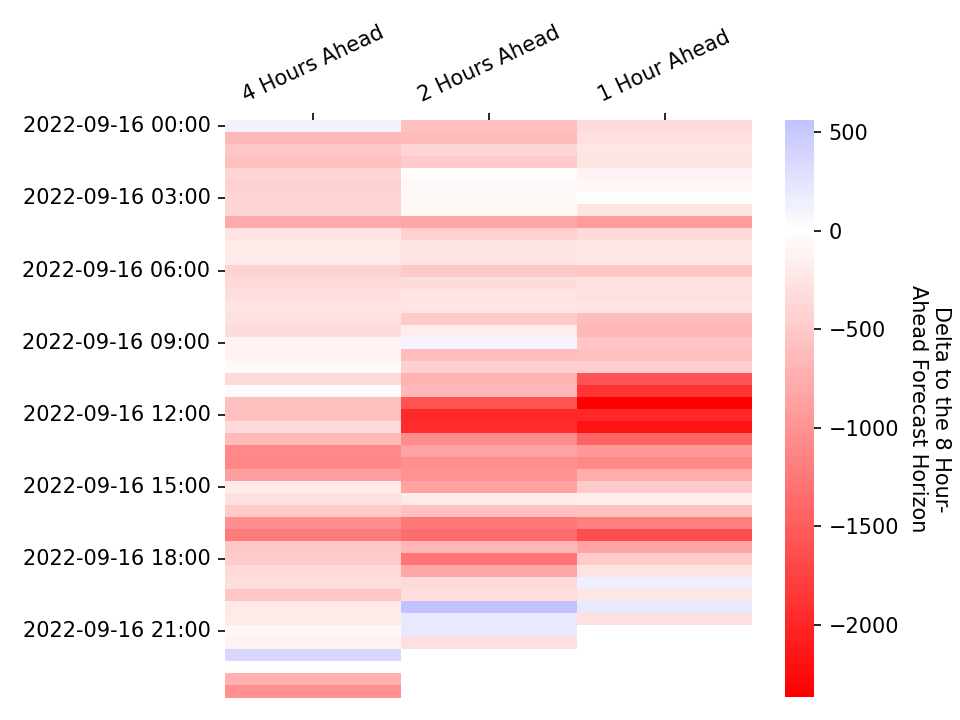 4 Hours Ahead
2 Hours Ahead
1 Hour Ahead
2022-09-16 00:00
2022-09-16 03:00
2022-09-16 06:00
2022-09-16 09:00
2022-09-16 12:00
2022-09-16 15:00
2022-09-16 18:00
2022-09-16 21:00
500
0
−500
−1000
−1500
−2000
Delta to the 8 Hour-
Ahead Forecast Horizon